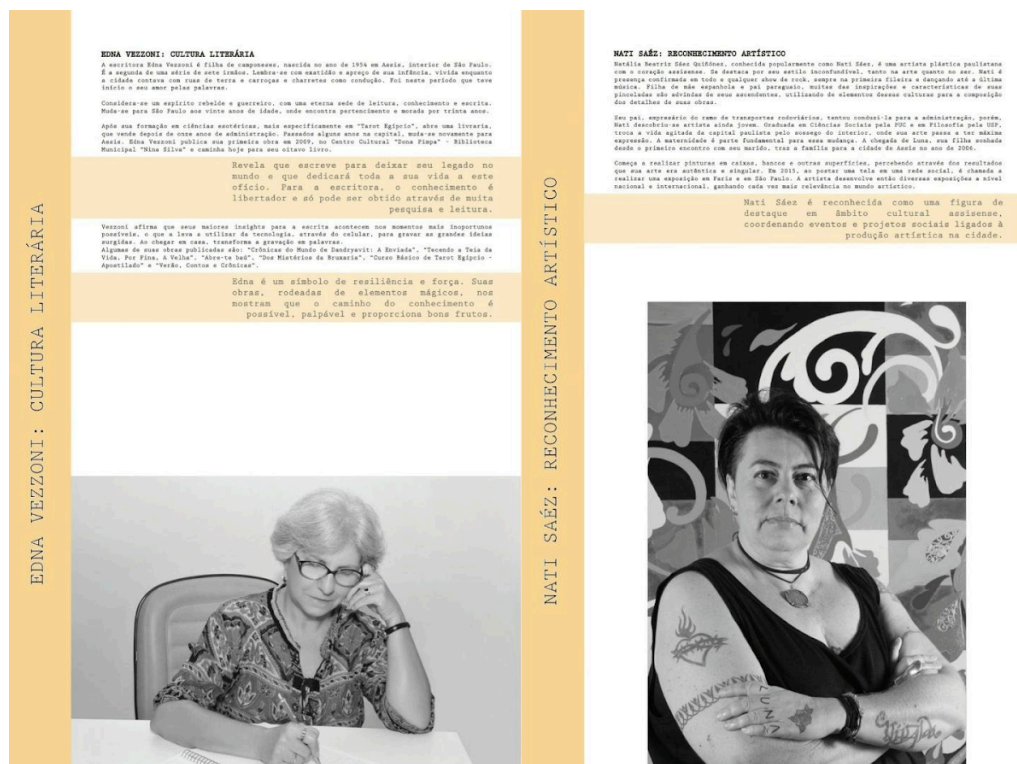 EDNA VEZZONI: CULTURA LITERÁRIA
EDNA VEZZONI: CULTURA LITERÁRIA
A escritora Edna Vezzoni é filha de camponeses, nascida no ano de 1954 em Assis, interior de São Paulo.
É a segunda de uma série de sete irmãos. Lembra-se com exatidão e apreço de sua infância, vivida enquanto
a cidade contava com ruas de terra e carroças e charretes como condução. Foi neste período que teve
início o seu amor pelas palavras.
Considera-se um espírito rebelde e guerreiro, com uma eterna sede de leitura, conhecimento e escrita.
Muda-se para São Paulo aos vinte anos de idade, onde encontra pertencimento e morada por trinta anos.
Após sua formação em ciências esotéricas, mais especificamente em "Tarot Egípcio", abre uma livraria,
que vende depois de onze anos de administração. Passados alguns anos na capital, muda-se novamente para
Assis. Edna Vezzoni publica sua primeira obra em 2009, no Centro Cultural "Dona Pimpa" - Biblioteca
Municipal "Nina Silva" e caminha hoje para seu oitavo livro.
Revela que escreve para deixar seu legado no
mundo e que dedicará toda a sua vida a este
ofício. Para a escritora, o conhecimento é
libertador e só pode ser obtido através de muita
pesquisa e leitura.
Vezzoni afirma que seus maiores insights para a escrita acontecem nos momentos mais inoportunos
possíveis, o que a leva a utilizar da tecnologia, através do celular, para gravar as grandes ideias
surgidas. Ao chegar em casa, transforma a gravação em palavras.
Algumas de suas obras publicadas são: "Crônicas do Mundo de Dandryavit: A Enviada", "Tecendo a Teia da
Vida, Por Fina, A Velha", "Abre-te baú", "Dos Mistérios da Bruxaria", "Curso Básico de Tarot Egípcio -
Apostilado" e "Verão, Contos e Crônicas".
Edna é um símbolo de resiliência e força. Suas
obras, rodeadas de elementos mágicos, nos
mostram que o caminho do conhecimento é
possível, palpável e proporciona bons frutos.
NATI SAÉZ: RECONHECIMENTO ARTÍSTICO
NATI SAÉZ: RECONHECIMENTO ARTÍSTICO
Natália Beatriz Saéz Quiñónez, conhecida popularmente como Nati Sáez, é uma artista plástica paulistana
com o coração assisense. Se destaca por seu estilo inconfundível, tanto na arte quanto no ser. Nati é
presença confirmada em todo e qualquer show de rock, sempre na primeira fileira e dançando até a última
música. Filha de mãe espanhola e pai paraguaio, muitas das inspirações e características de suas
pinceladas são advindas de seus ascendentes, utilizando de elementos dessas culturas para a composição
dos detalhes de suas obras.
Seu pai, empresário do ramo de transportes rodoviários, tentou conduzi-la para a administração, porém,
Nati descobriu-se artista ainda jovem. Graduada em Ciências Sociais pela PUC e em Filosofia pela USP,
troca a vida agitada da capital paulista pelo sossego do interior, onde sua arte passa a ter máxima
expressão. A maternidade é parte fundamental para essa mudança. A chegada de Luna, sua filha sonhada
desde o primeiro encontro com seu marido, traz a família para a cidade de Assis no ano de 2006.
Começa a realizar pinturas em caixas, bancos e outras superfícies, percebendo através dos resultados
que sua arte era autêntica e singular. Em 2015, ao postar uma tela em uma rede social, é chamada a
realizar uma exposição em Paris e em São Paulo. A artista desenvolve então diversas exposições a nível
nacional e internacional, ganhando cada vez mais relevância no mundo artístico.
Nati Sáez é reconhecida como uma figura de
destaque em âmbito cultural assisense,
coordenando eventos e projetos sociais ligados à
produção artística na cidade.
LUNA